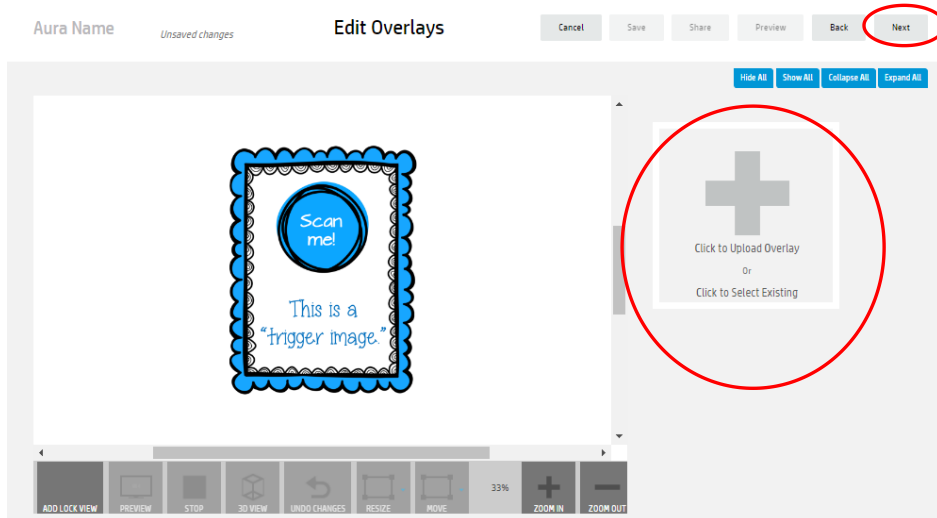 Aura Name
Unsaved changes
Edit Overlays
Cancel
Save
Share
Preview
Back
Next
Hide All
Show All
Collapse All
Expand All
Scan
me!
This is a
“trigger image.”
Click to Upload Overlay
Or
Click to Select Existing
ADD LOCK VIEW
PREVIEW
STOP
3D VIEW
UNDO CHANGES
RESIZE
MOVE
33%
ZOOM IN
ZOOM OUT